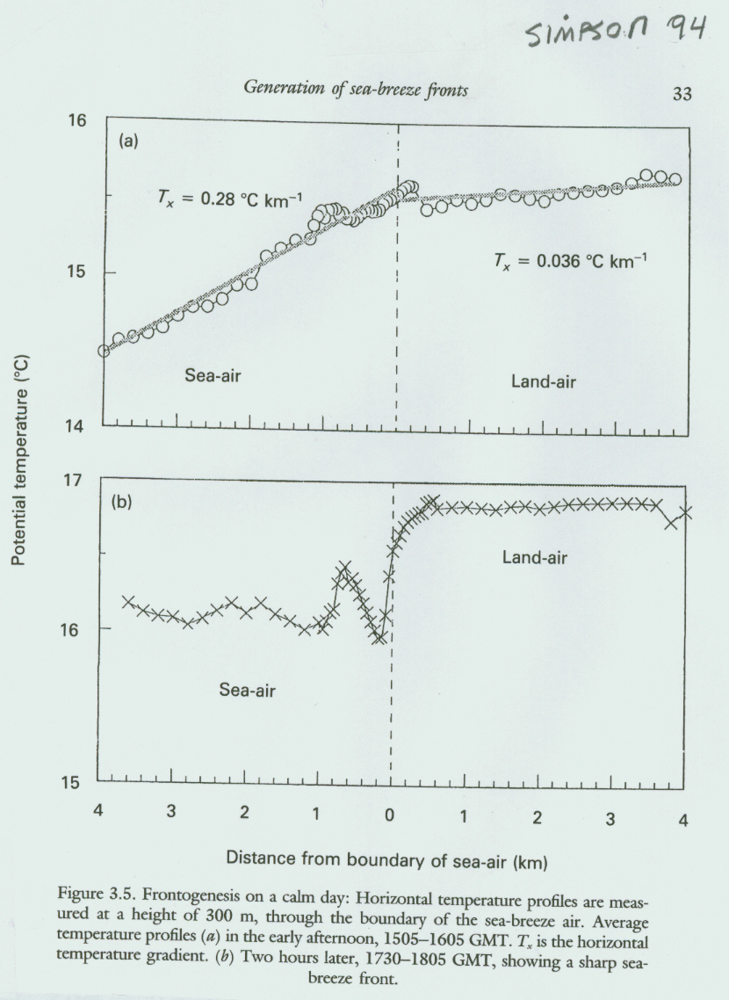 SIMPSON 94
Generation of sea-breeze fronts 33
16
(a)
Tx = 0.28 °C km−1
15
Tx = 0.036 °C km−1
Sea-air
Land-air
14
Potential temperature (°C)
17
(b)
Land-air
16
Sea-air
15
4 3 2 1 0 1 2 3 4
Distance from boundary of sea-air (km)
Figure 3.5. Frontogenesis on a calm day: Horizontal temperature profiles are meas-
ured at a height of 300 m, through the boundary of the sea-breeze air. Average
temperature profiles (a) in the early afternoon, 1505–1605 GMT. Tx is the horizontal
temperature gradient. (b) Two hours later, 1730–1805 GMT, showing a sharp sea-
breeze front.